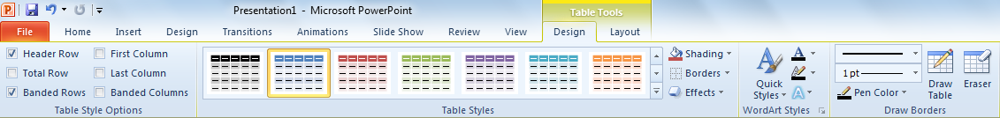 Presentation1 - Microsoft PowerPoint
Table Tools
File Home Insert Design Transitions Animations Slide Show Review View Design Layout
Header Row First Column
Total Row Last Column
Banded Rows Banded Columns
Table Style Options
Table Styles
Shading
Borders
Effects
A
A
A
A
Quick
Styles
WordArt Styles
1 pt
Pen Color
Draw
Table
Eraser
Draw Borders